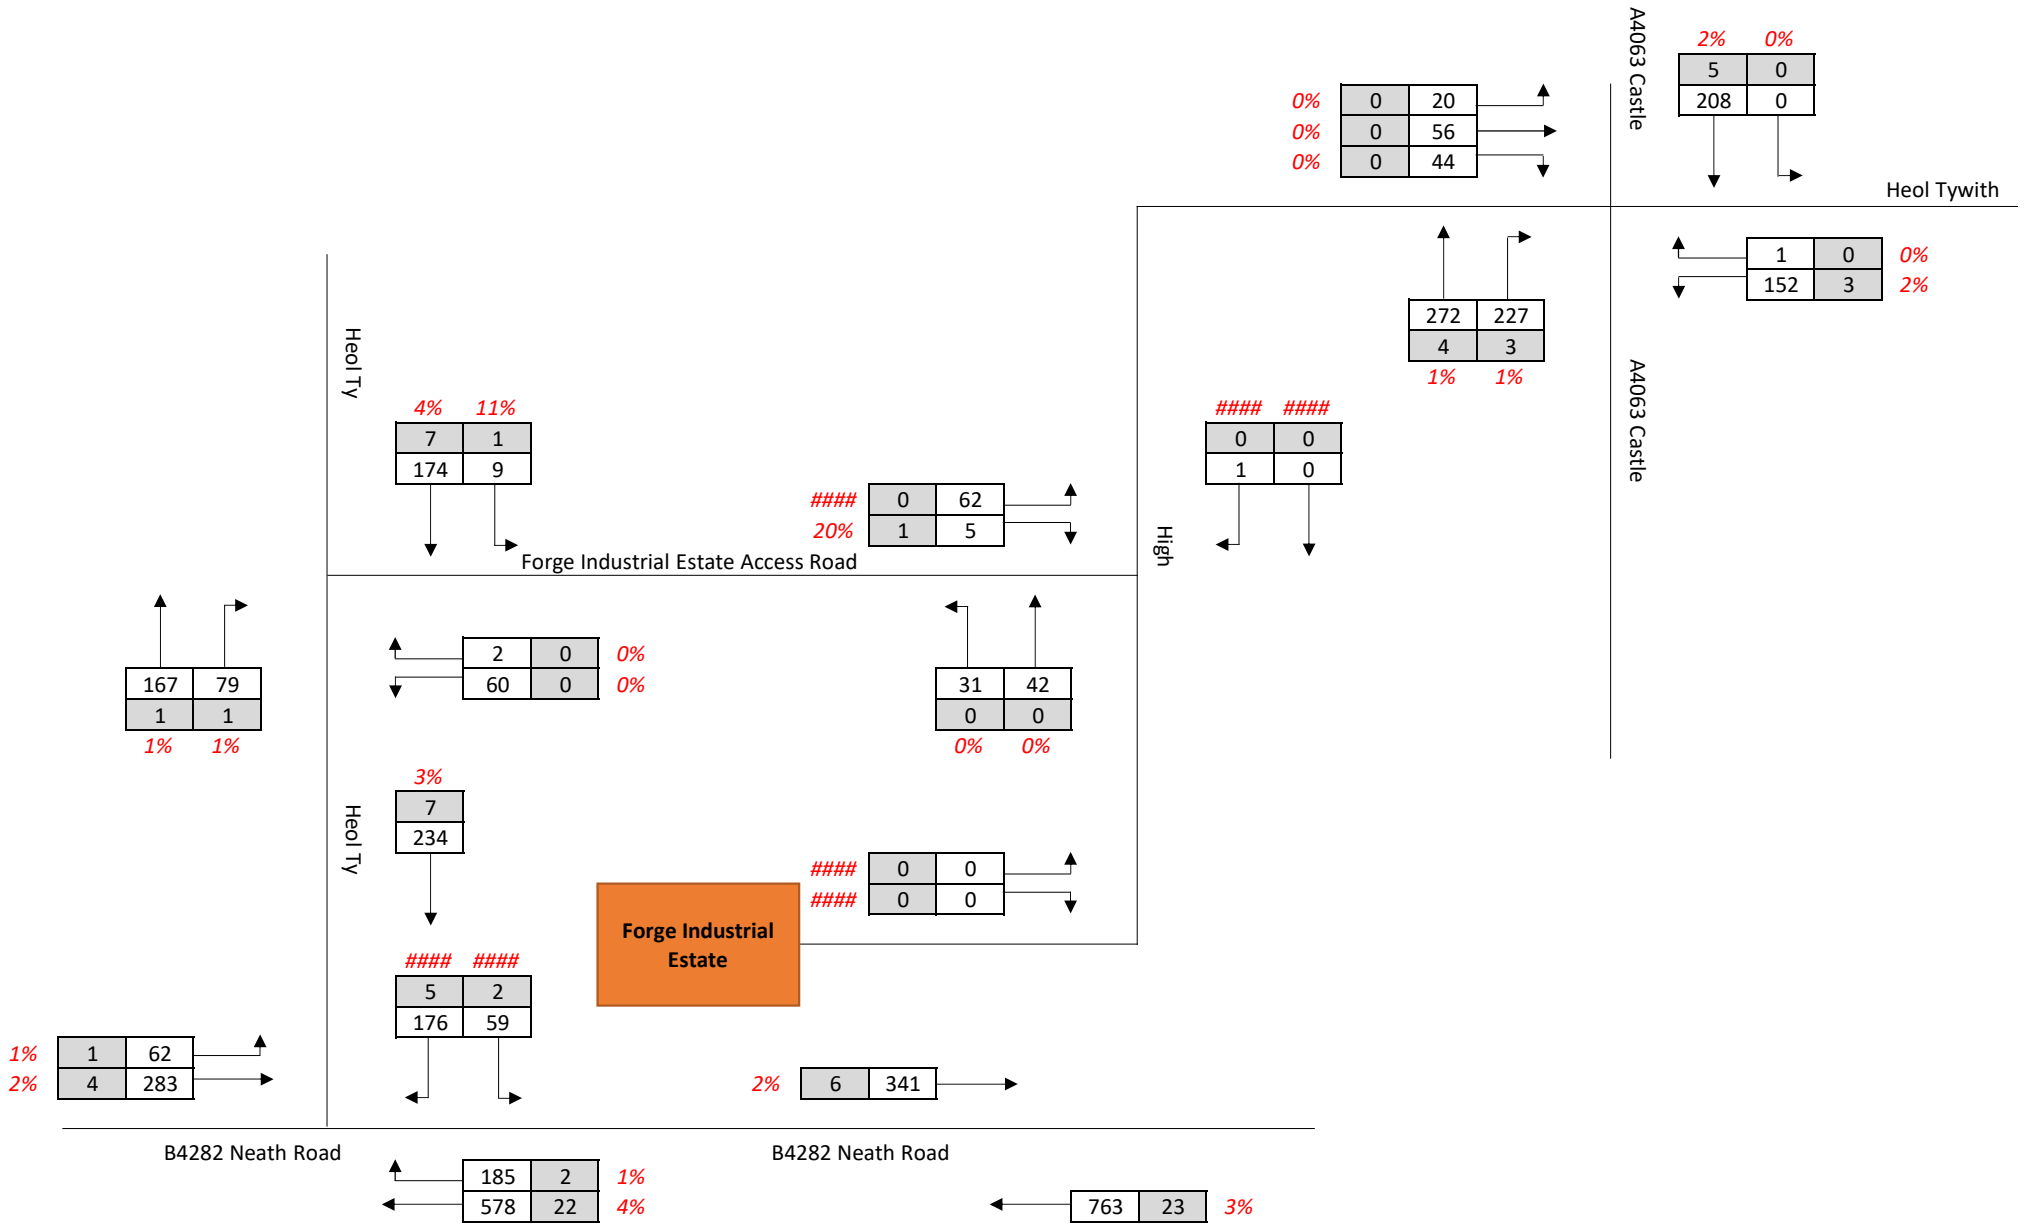 A4063 Castle
2% 0%
5 0
208 0
0% 0 20
0% 0 56
0% 0 44
Heol Tywith
1 0 0%
152 3 2%
272 227
4 3
1% 1%
A4063 Castle
Heol Ty
4% 11%
7 1
174 9
#### ####
0 0
1 0
#### 0 62
20% 1 5
High
Forge Industrial Estate Access Road
2 0 0%
60 0 0%
167 79
1 1
1% 1%
31 42
0 0
0% 0%
3%
7
234
Heol Ty
#### 0 0
#### 0 0
Forge Industrial
Estate
#### ####
5 2
176 59
1% 1 62
2% 4 283
2% 6 341
B4282 Neath Road
B4282 Neath Road
185 2 1%
578 22 4%
763 23 3%